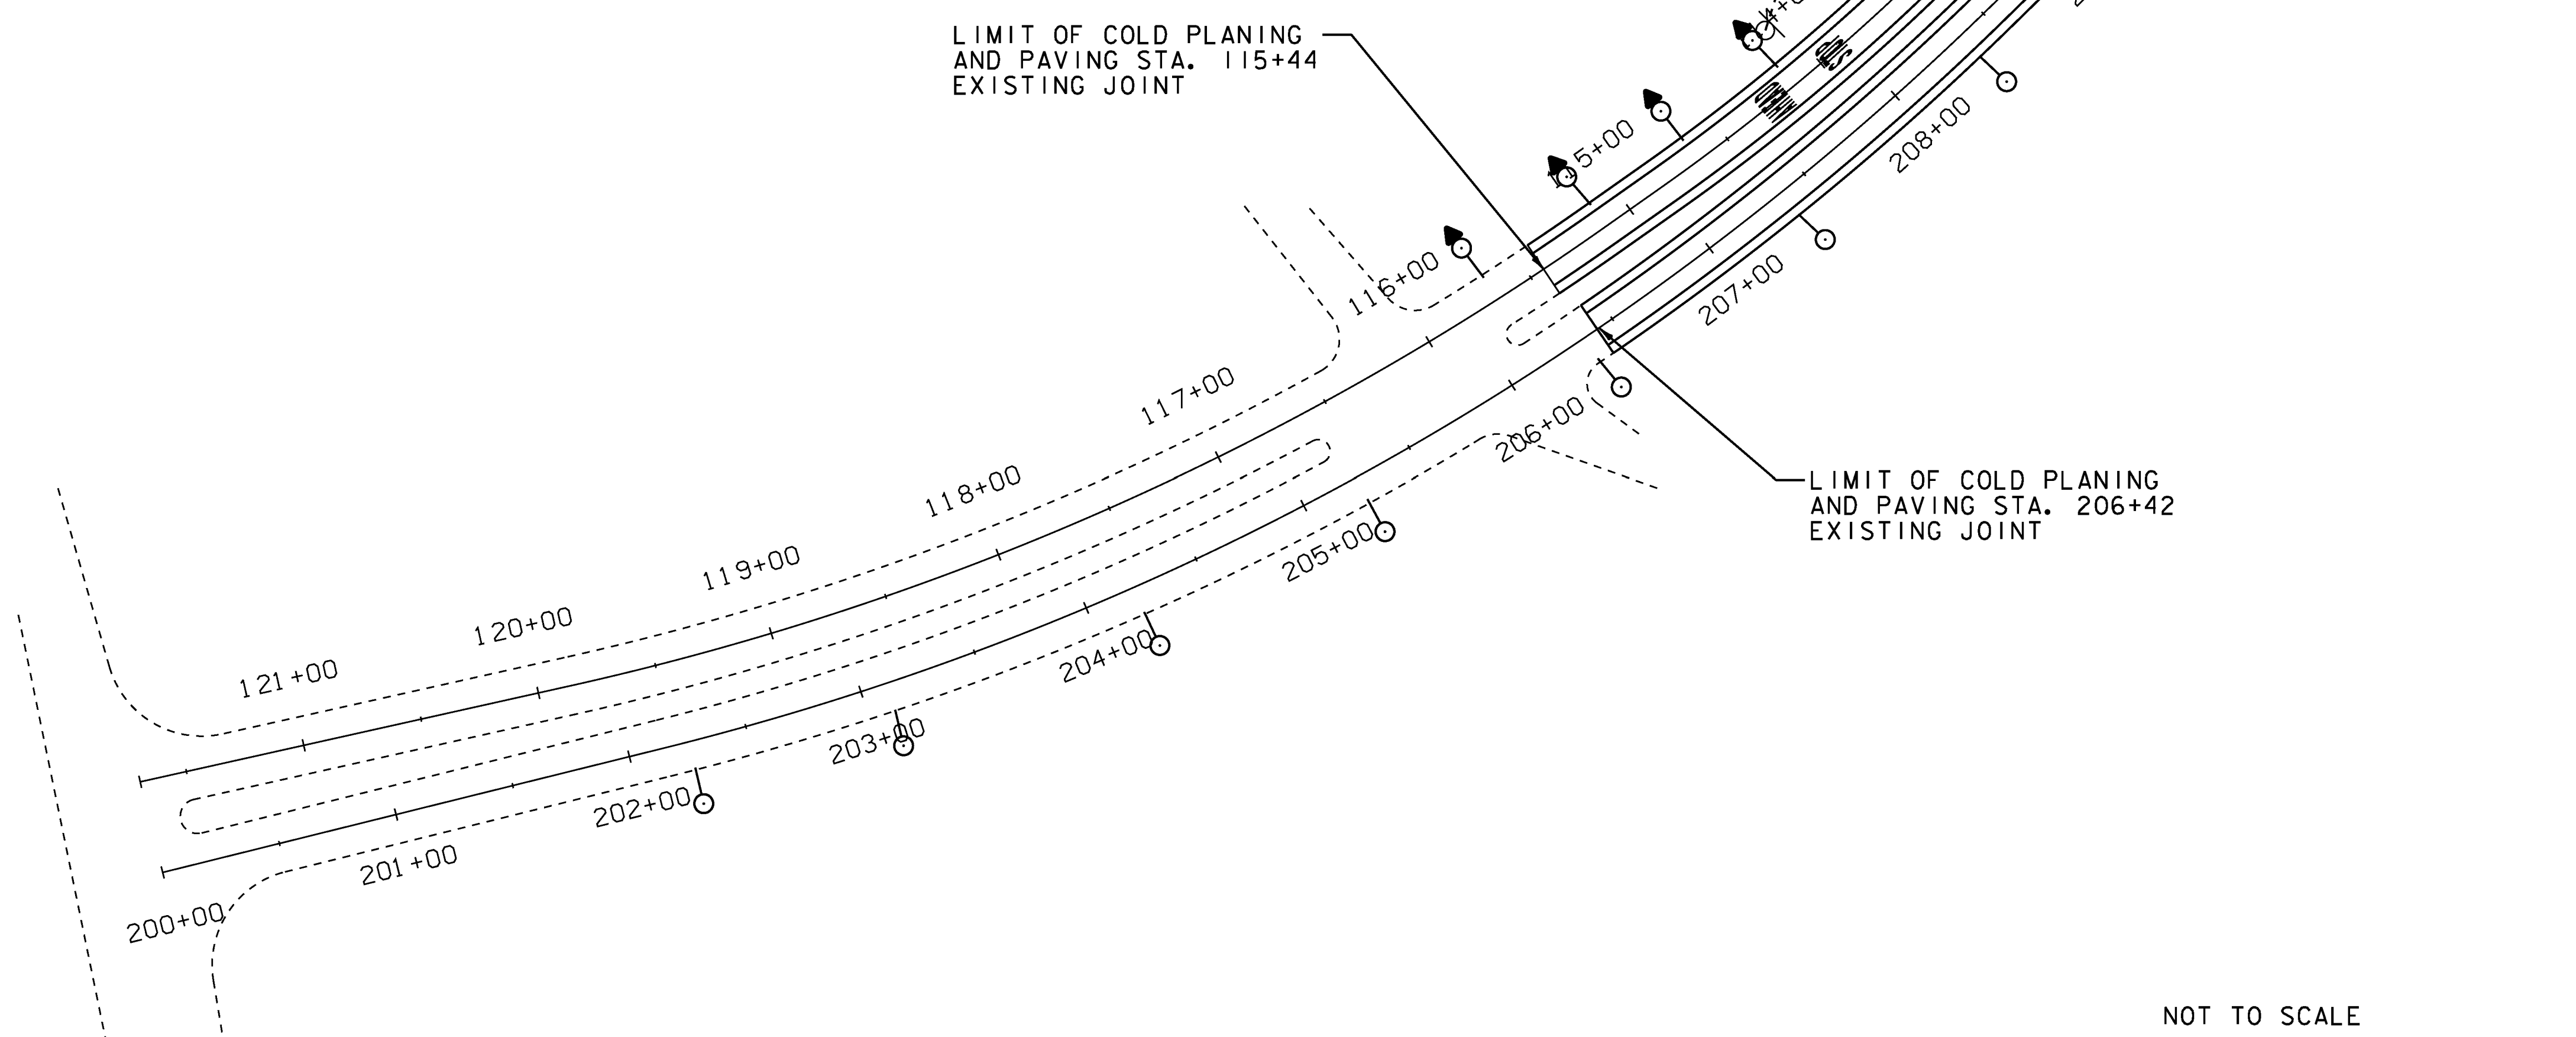 LIMIT OF COLD PLANING
AND PAVING STA. 115+44
EXISTING JOINT
208+00
207+00
116+00
117+00
206+00
118+00
LIMIT OF COLD PLANING
AND PAVING STA. 206+42
EXISTING JOINT
205+00
119+00
120+00
204+00
121+00
203+00
202+00
201+00
200+00
NOT TO SCALE